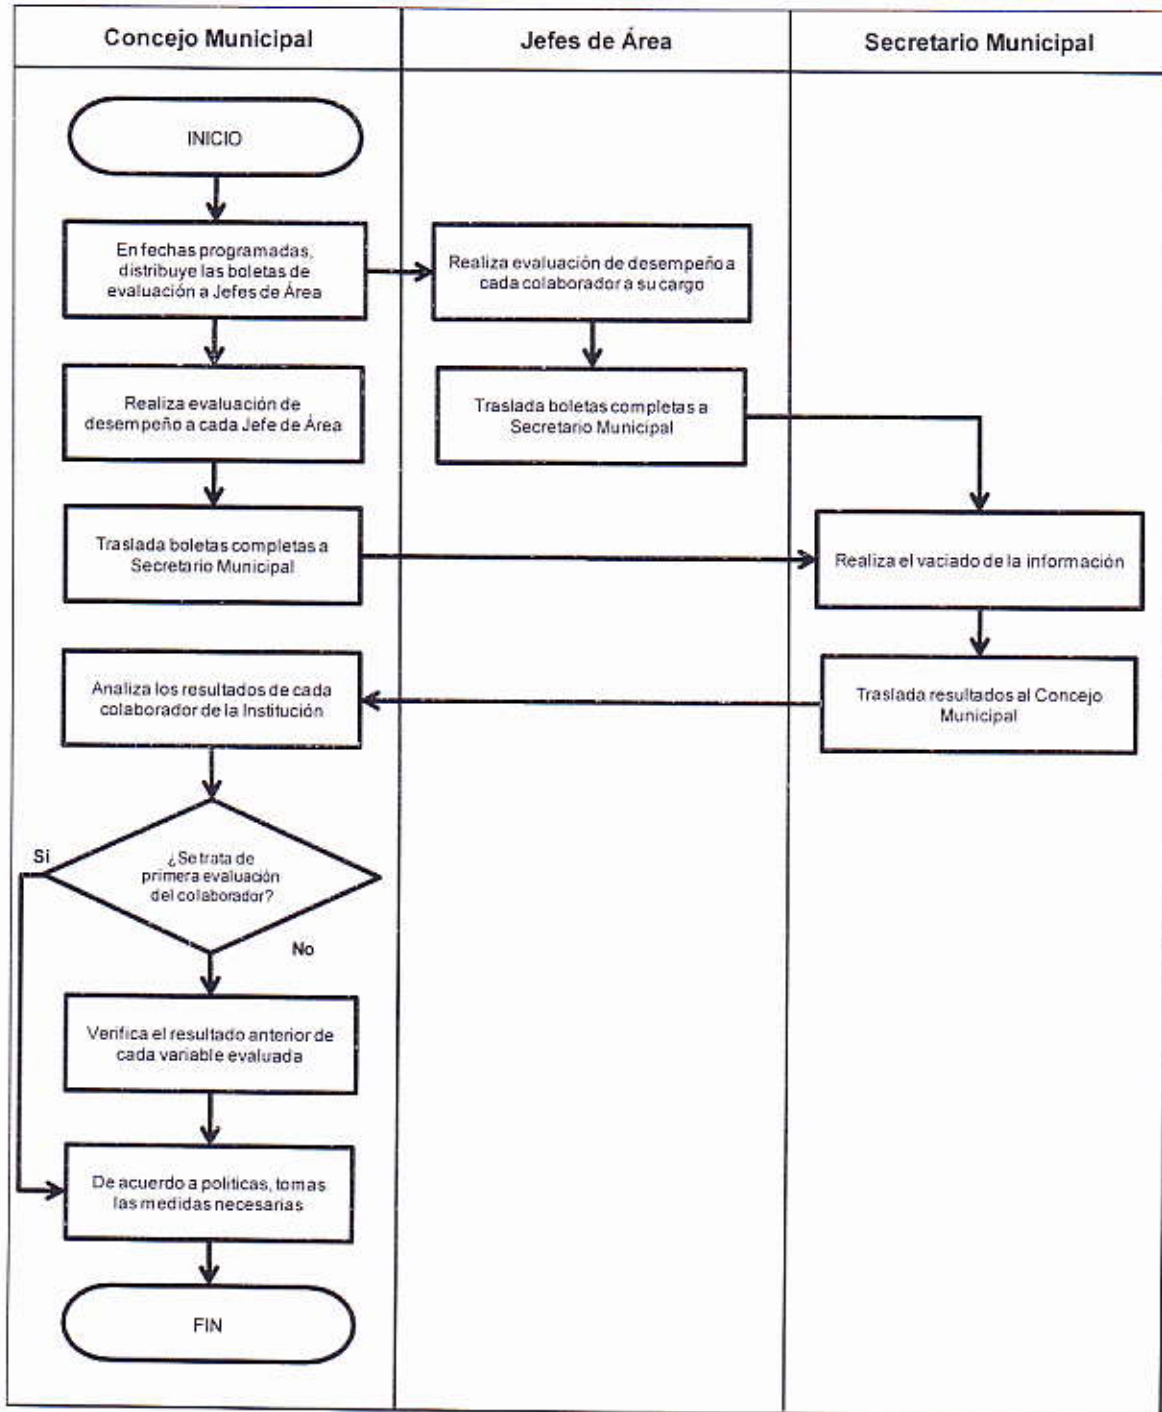 Concejo Municipal
Jefes de Área
Secretario Municipal
INICIO
En fechas programadas,
distribuye las boletas de
evaluación a Jefes de Área
Realiza evaluación de desempeño a
cada colaborador a su cargo
Realiza evaluación de
desempeño a cada Jefe de Área
Traslada boletas completas a
Secretario Municipal
Traslada boletas completas a
Secretario Municipal
Realiza el vaciado de la información
Analiza los resultados de cada
colaborador de la Institución
Traslada resultados al Concejo
Municipal
Si
¿Se trata de
primera evaluación
del colaborador?
No
Verifica el resultado anterior de
cada variable evaluada
De acuerdo a politicas, tomas
las medidas necesarias
FIN